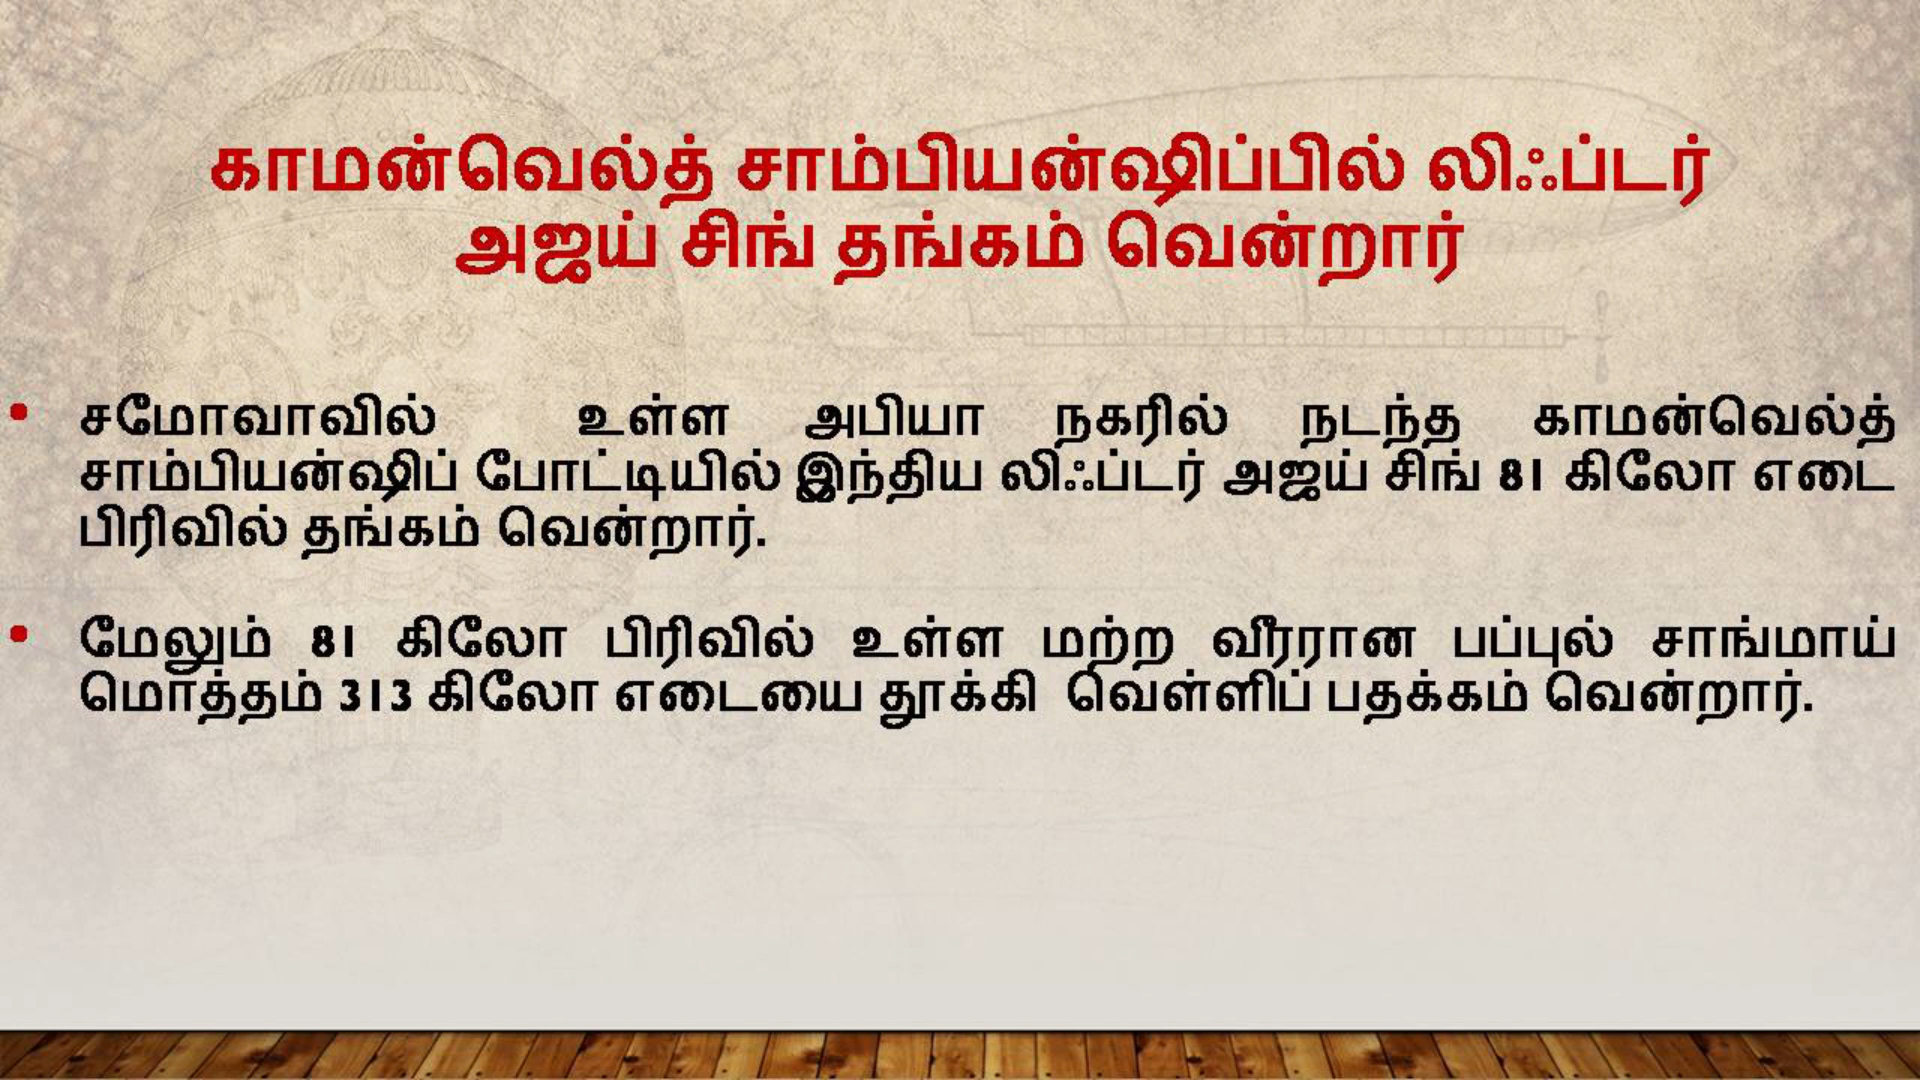 காமன்வெல்த் சாம்பியன்ஷிப்பில் லிஃப்டர்
அஜய் சிங் தங்கம் வென்றார்
• சமோவாவில் உள்ள அபியா நகரில் நடந்த காமன்வெல்த்
சாம்பியன்ஷிப் போட்டியில் இந்திய லிஃப்டர் அஜய் சிங் 81 கிலோ எடை
பிரிவில் தங்கம் வென்றார்.
• மேலும் 81 கிலோ பிரிவில் உள்ள மற்ற வீரரான பப்புல் சாங்மாய்
மொத்தம் 313 கிலோ எடையை தூக்கி வெள்ளிப் பதக்கம் வென்றார்.